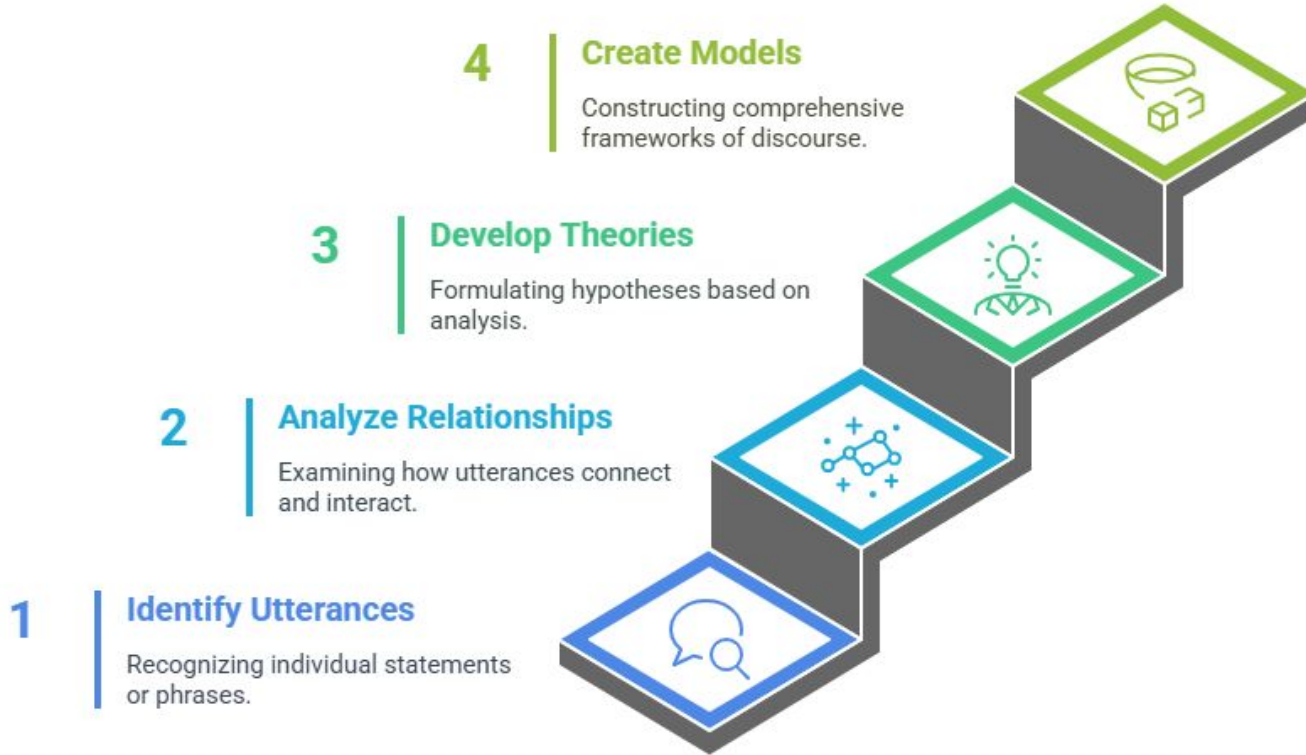 4
Create Models
Constructing comprehensive
frameworks of discourse.
3
Develop Theories
Formulating hypotheses based on
analysis.
2
Analyze Relationships
Examining how utterances connect
and interact.
1
Identify Utterances
Recognizing individual statements
or phrases.